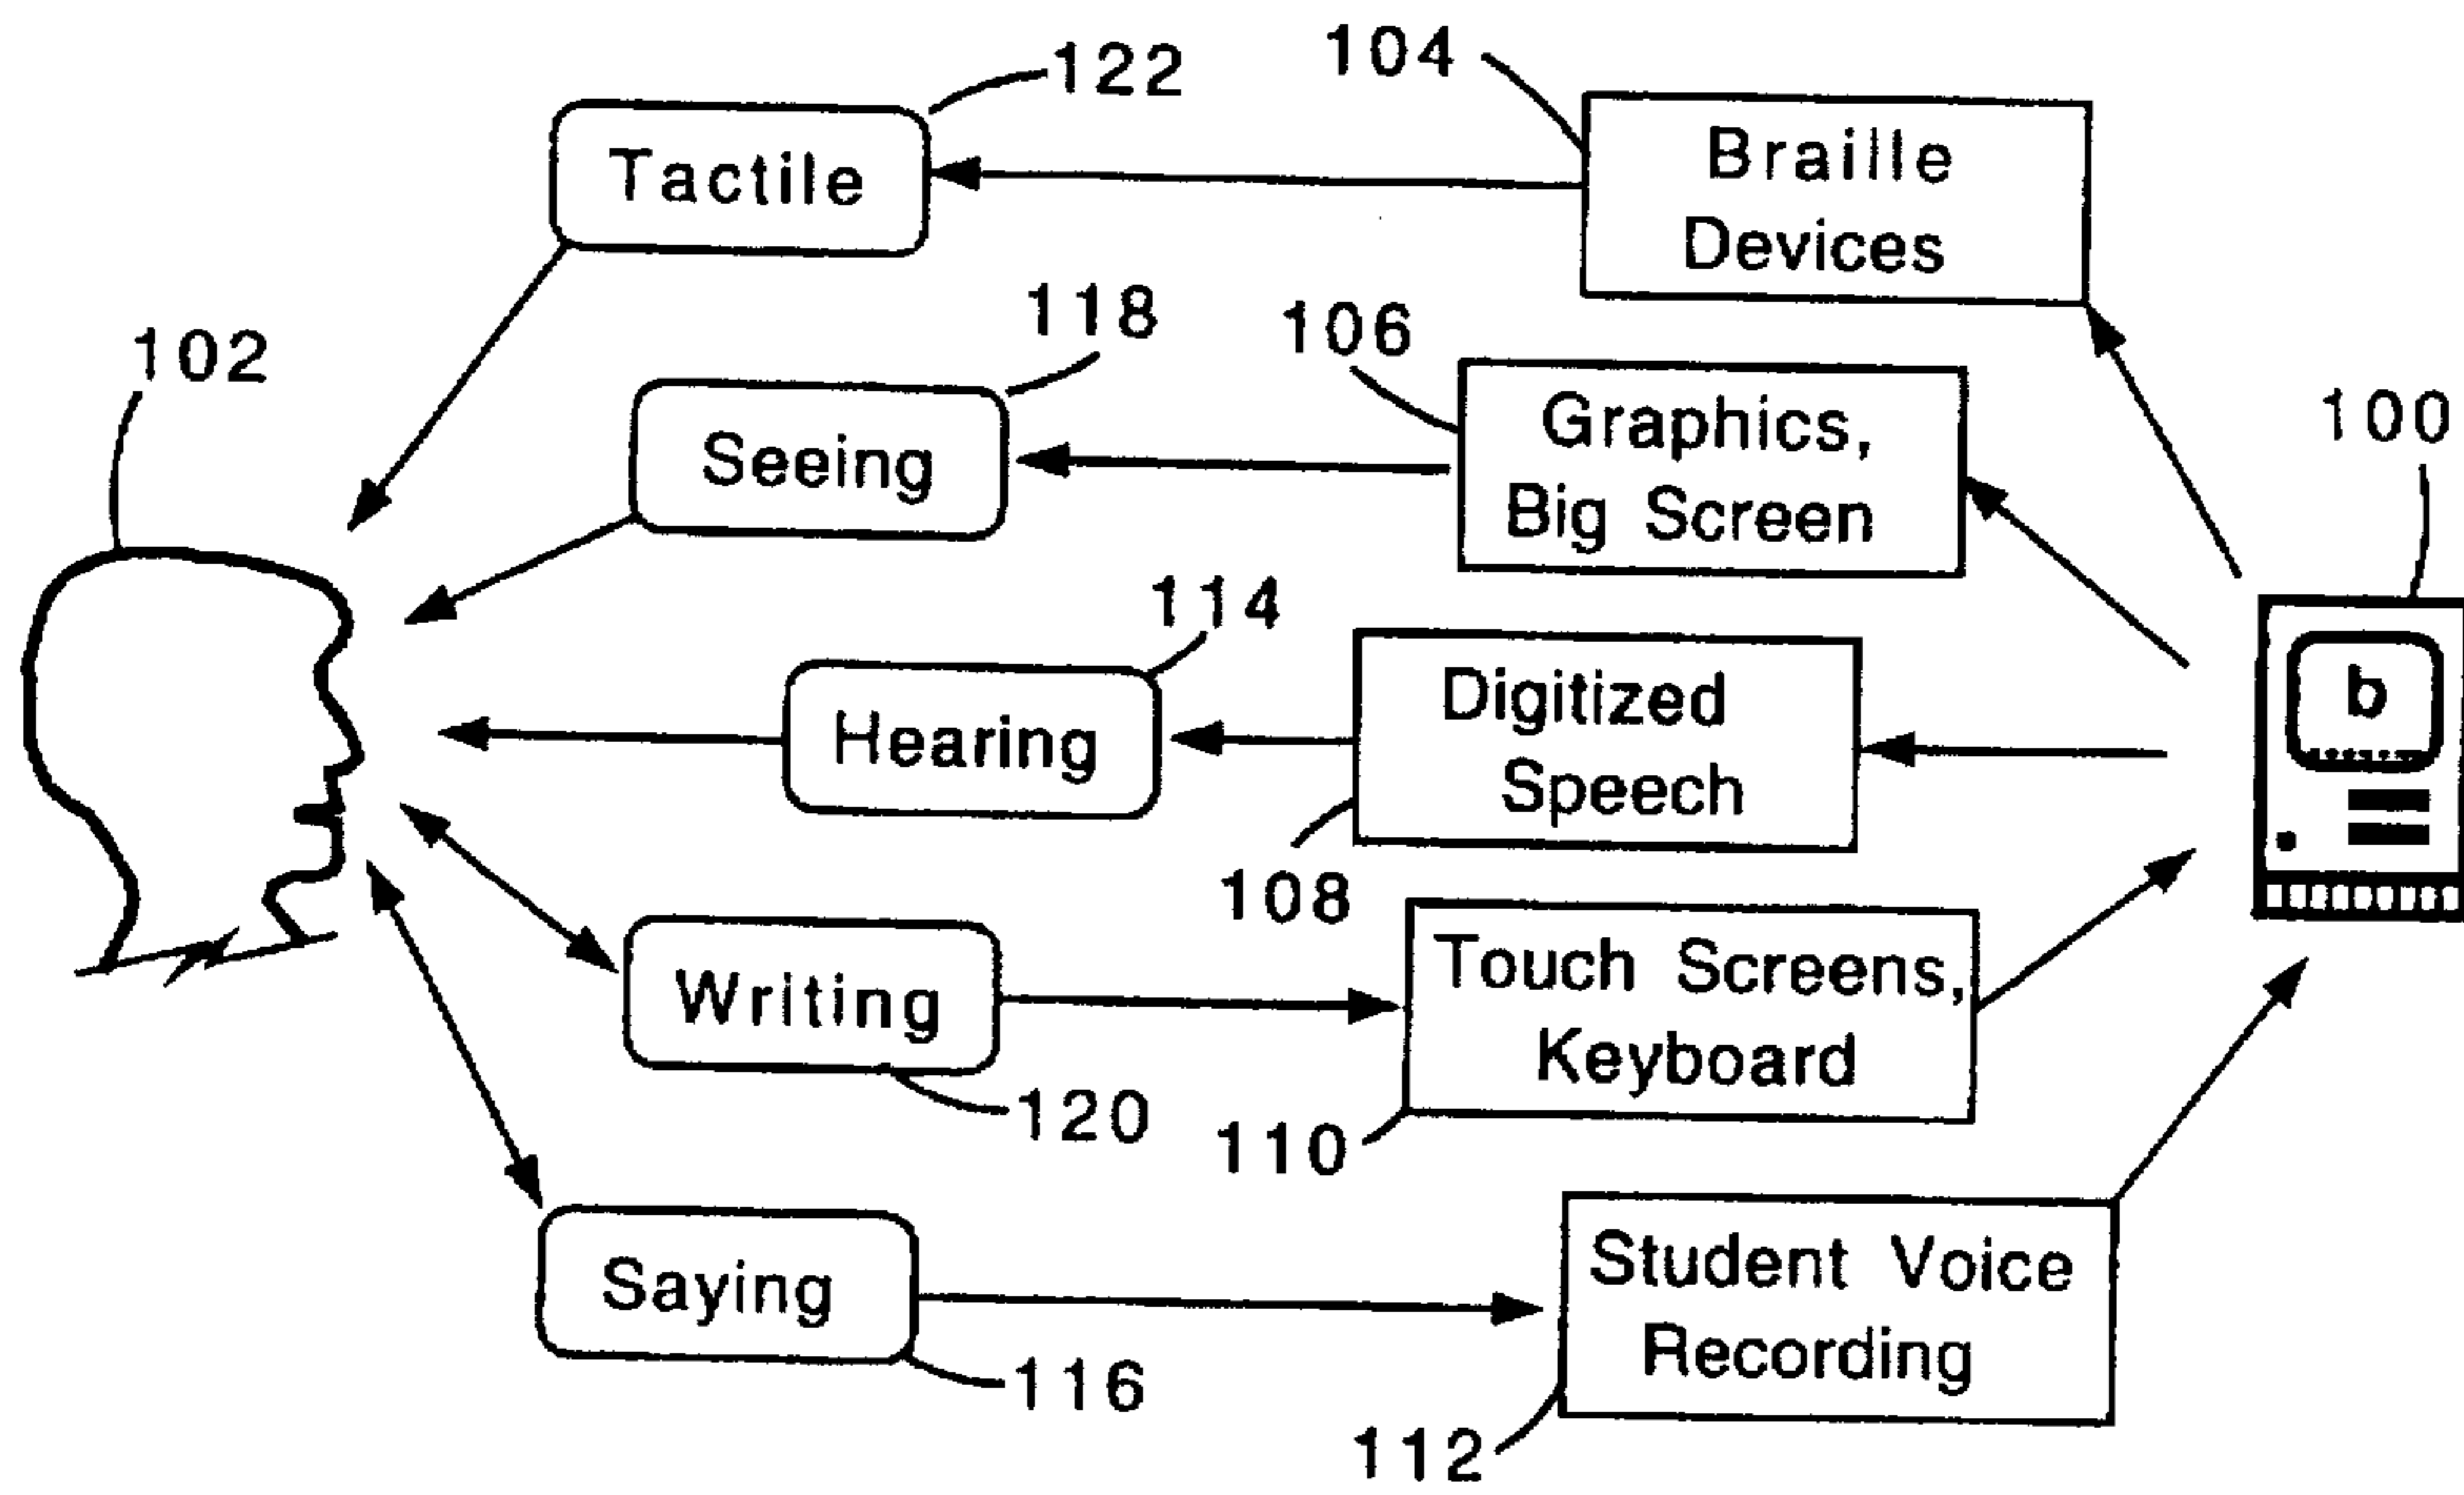 122
104
Tactile
Braille
Devices
118
106
102
Seeing
Graphics,
Big Screen
100
114
Hearing
Digitized
Speech
b
108
Writing
Touch Screens,
Keyboard
120
110
Saying
Student Voice
Recording
116
112